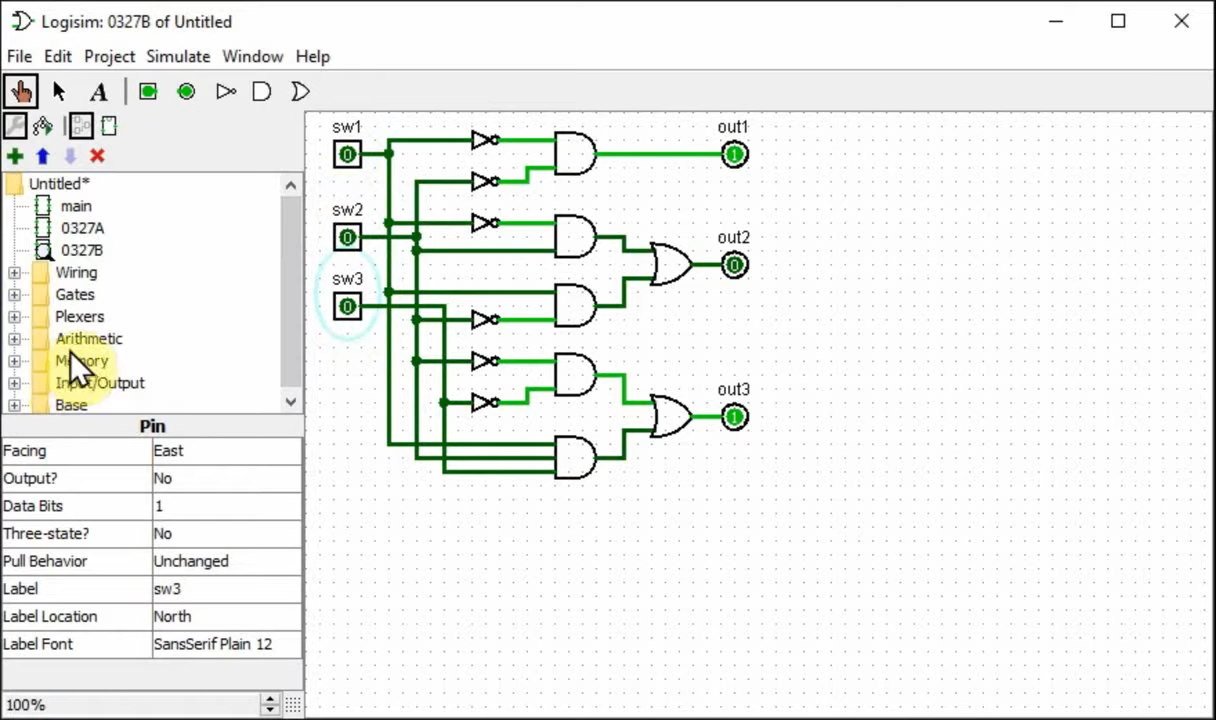 Logisim: 0327B of Untitled
File Edit Project Simulate Window Help
A
sw1
0
out1
1
Untitled*
main
0327A
0327B
Wiring
Gates
Plexers
Arithmetic
Memory
Input/Output
Base
sw2
0
out2
0
sw3
0
out3
1
Pin
Facing East
Output? No
Data Bits 1
Three-state? No
Pull Behavior Unchanged
Label sw3
Label Location North
Label Font SansSerif Plain 12
100%